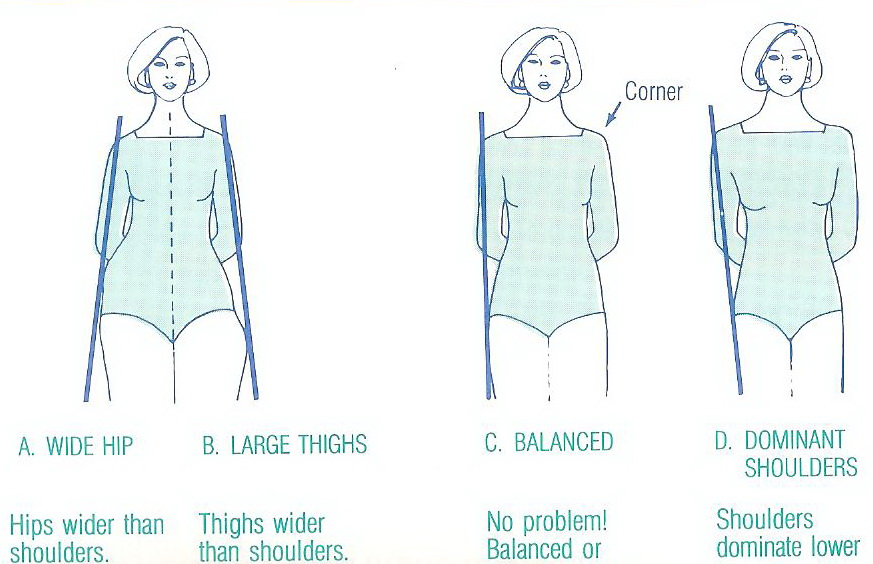 Corner
A. WIDE HIP
B. LARGE THIGHS
C. BALANCED
D. DOMINANT
SHOULDERS
Hips wider than
shoulders.
Thighs wider
than shoulders.
No problem!
Balanced or
Shoulders
dominate lower